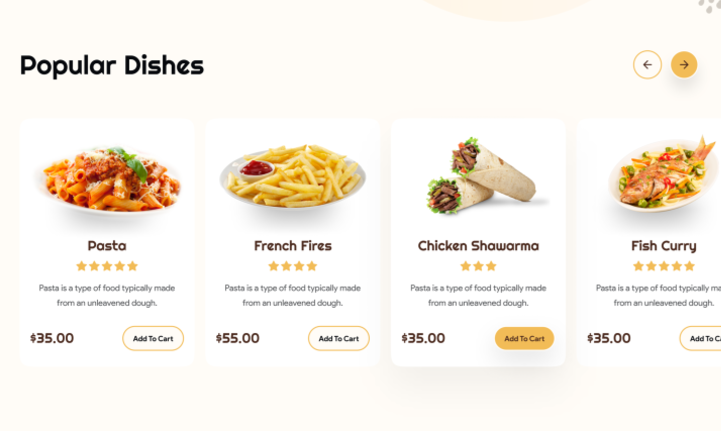 Popular Dishes
Pasta
Pasta is a type of food typically made
from an unleavened dough.
$35.00
Add To Cart
French Fires
Pasta is a type of food typically made
from an unleavened dough.
$55.00
Add To Cart
Chicken Shawarma
Pasta is a type of food typically made
from an unleavened dough.
$35.00
Add To Cart
Fish Curry
Pasta is a type of food typically
from an unleavened dough.
$35.00
Add To